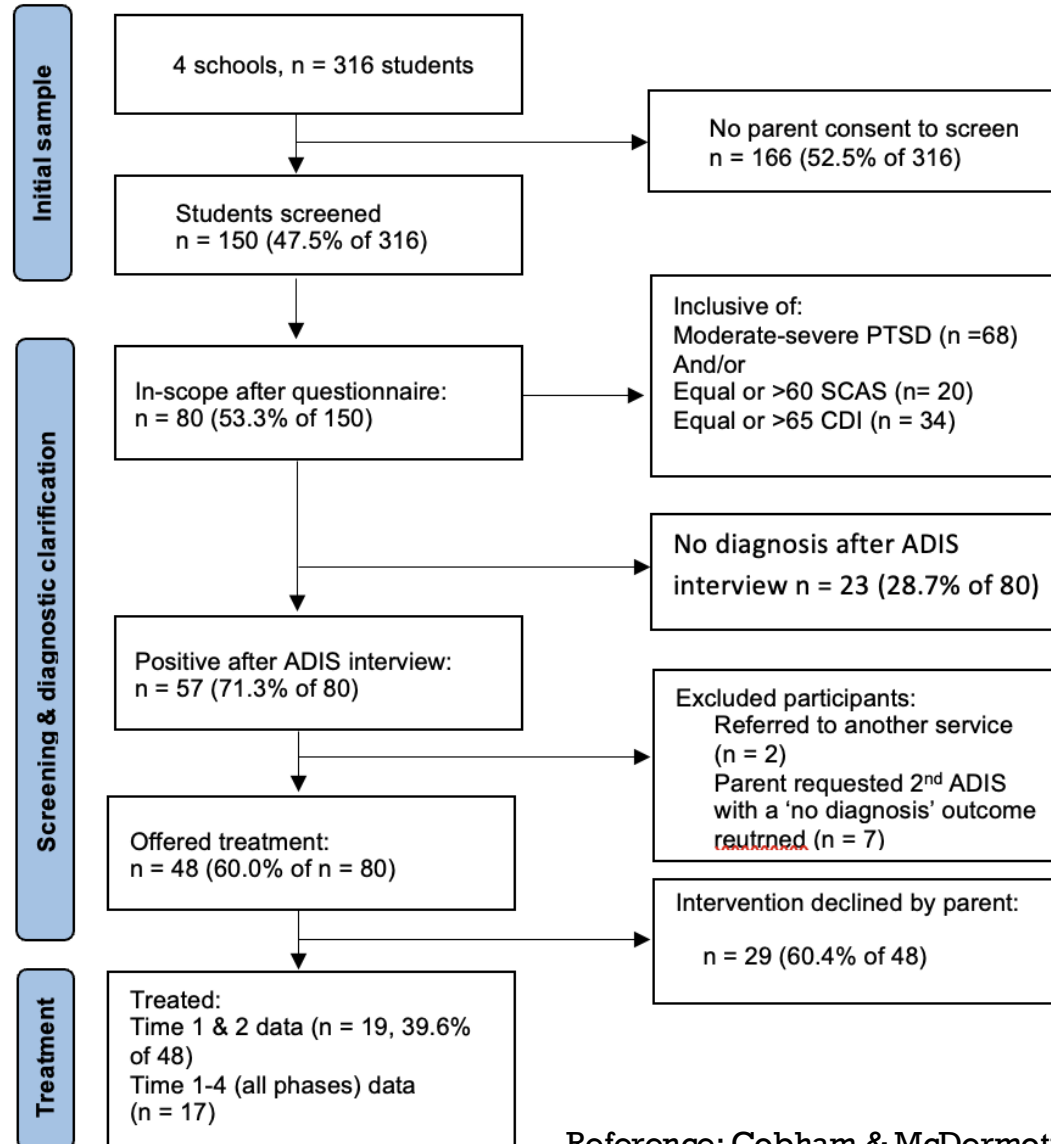 Initial sample
4 schools, n = 316 students
No parent consent to screen
n = 166 (52.5% of 316)
Students screened
n = 150 (47.5% of 316)
Screening & diagnostic clarification
In-scope after questionnaire:
n = 80 (53.3% of 150)
Inclusive of:
Moderate-severe PTSD (n =68)
And/or
Equal or >60 SCAS (n= 20)
Equal or >65 CDI (n = 34)
No diagnosis after ADIS
interview n = 23 (28.7% of 80)
Positive after ADIS interview:
n = 57 (71.3% of 80)
Excluded participants:
Referred to another service
(n = 2)
Parent requested 2nd ADIS
with a ‘no diagnosis’ outcome
reutrned (n = 7)
Offered treatment:
n = 48 (60.0% of n = 80)
Intervention declined by parent:
n = 29 (60.4% of 48)
Treatment
Treated:
Time 1 & 2 data (n = 19, 39.6%
of 48)
Time 1-4 (all phases) data
(n = 17)
Reference: Cobham & McDermot